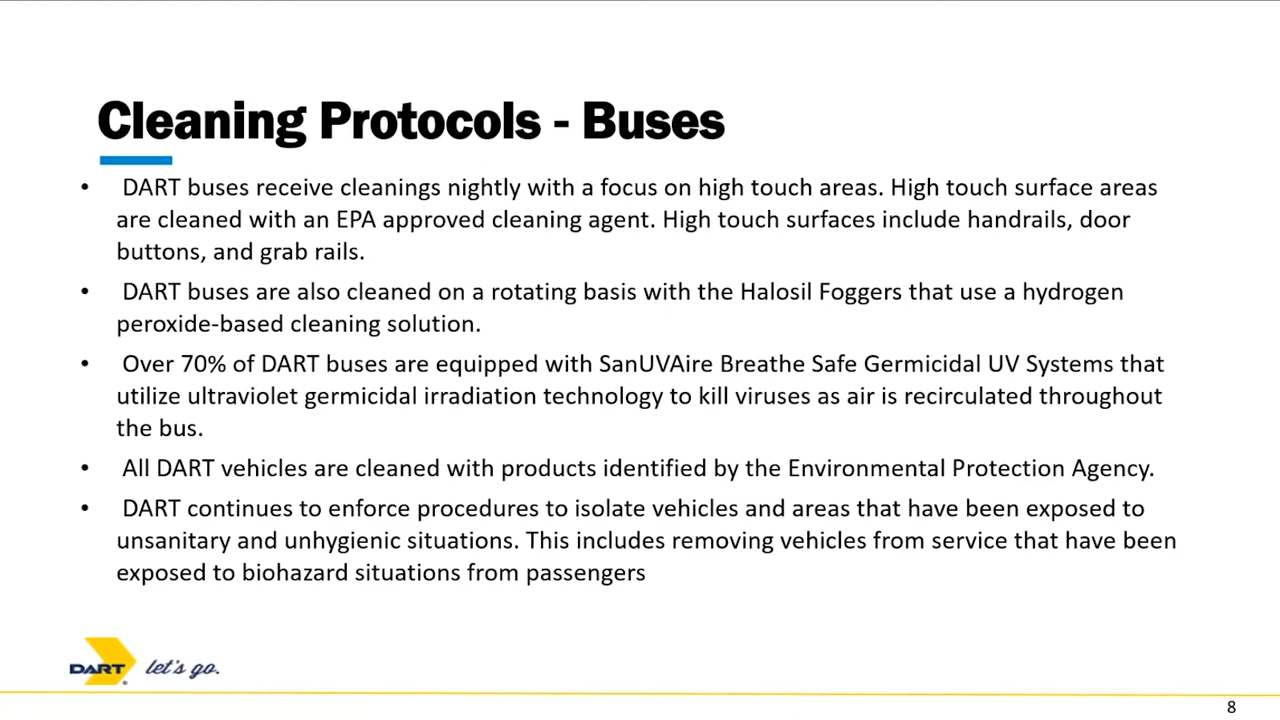 Cleaning Protocols - Buses
• DART buses receive cleanings nightly with a focus on high touch areas. High touch surface areas
are cleaned with an EPA approved cleaning agent. High touch surfaces include handrails, door
buttons, and grab rails.
• DART buses are also cleaned on a rotating basis with the Halosil Foggers that use a hydrogen
peroxide-based cleaning solution.
• Over 70% of DART buses are equipped with SanUVAire Breathe Safe Germicidal UV Systems that
utilize ultraviolet germicidal irradiation technology to kill viruses as air is recirculated throughout
the bus.
• All DART vehicles are cleaned with products identified by the Environmental Protection Agency.
• DART continues to enforce procedures to isolate vehicles and areas that have been exposed to
unsanitary and unhygienic situations. This includes removing vehicles from service that have been
exposed to biohazard situations from passengers
DART let's go.
8